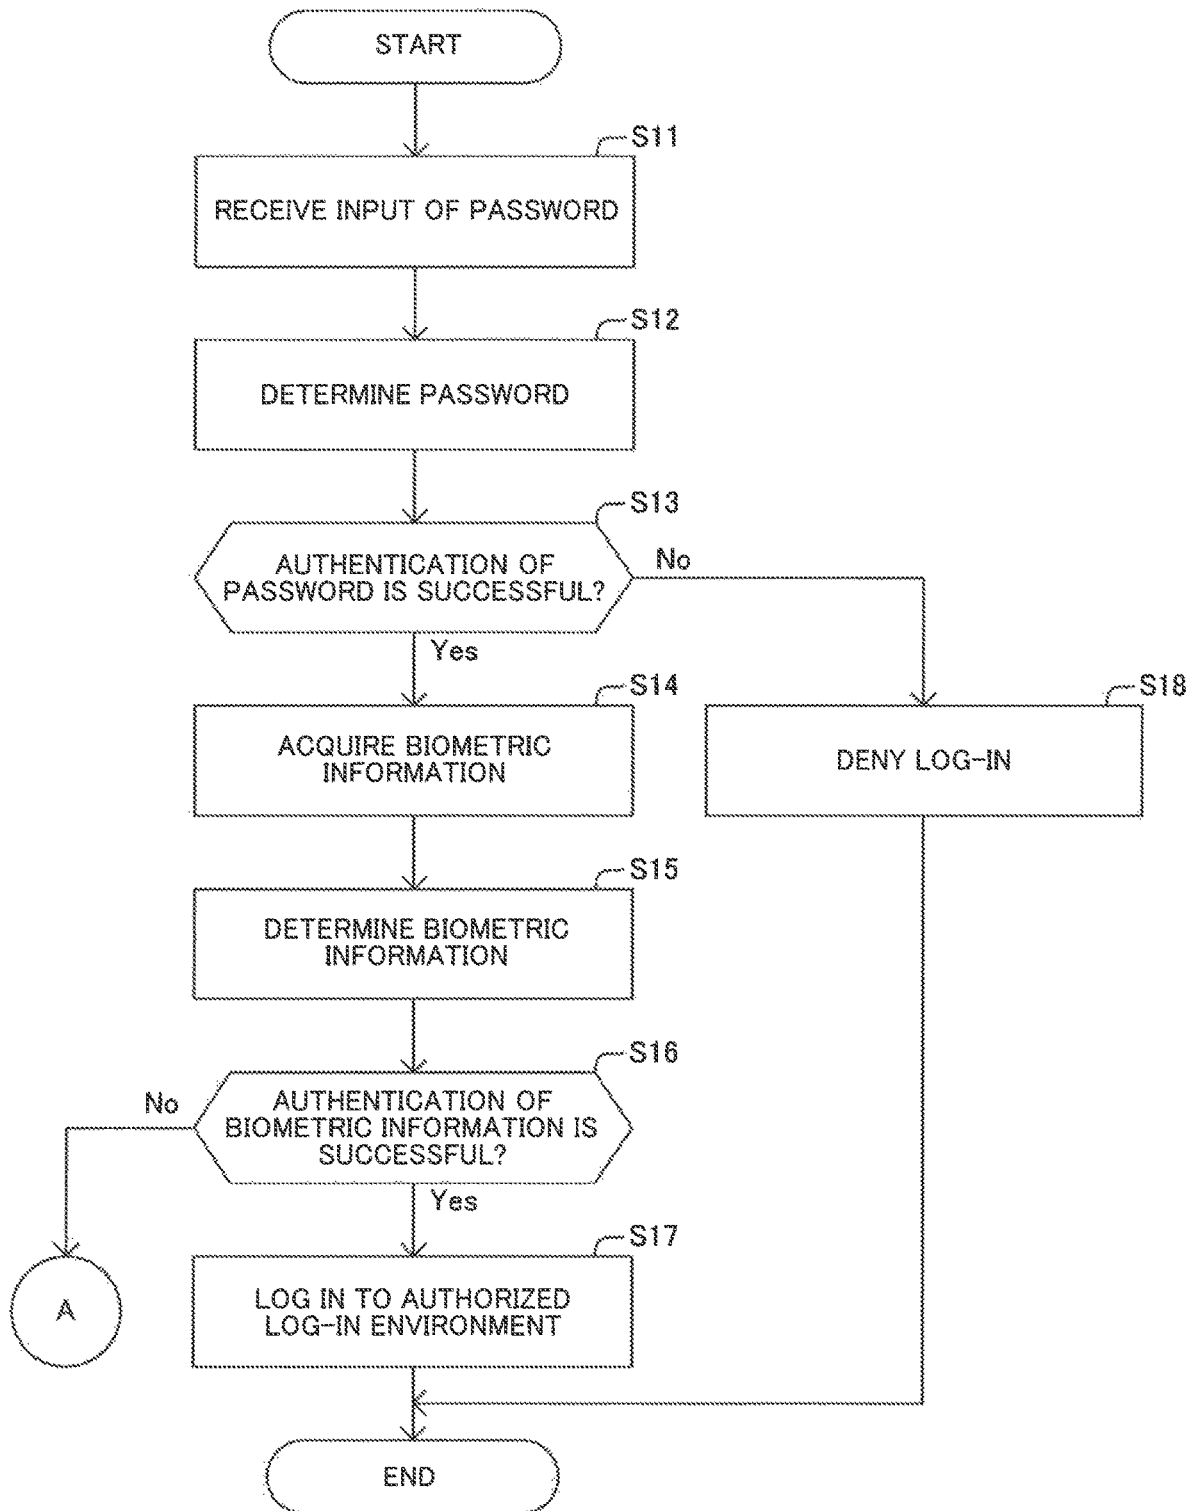 START
S11
RECEIVE INPUT OF PASSWORD
S12
DETERMINE PASSWORD
S13
AUTHENTICATION OF
PASSWORD IS SUCCESSFUL?
No
Yes
S14
ACQUIRE BIOMETRIC
INFORMATION
S18
DENY LOG-IN
S15
DETERMINE BIOMETRIC
INFORMATION
S16
No
AUTHENTICATION OF
BIOMETRIC INFORMATION IS
SUCCESSFUL?
Yes
S17
A
LOG IN TO AUTHORIZED
LOG-IN ENVIRONMENT
END